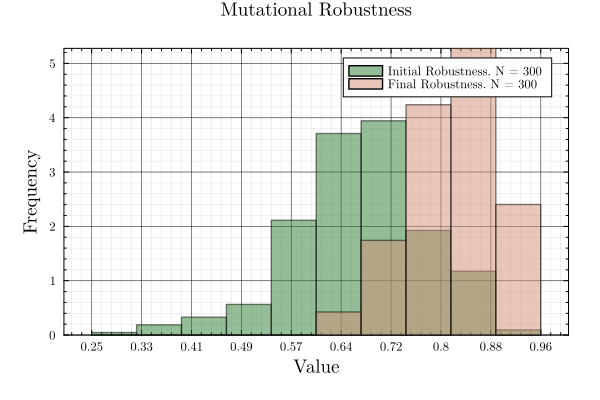 Mutational Robustness
Initial Robustness. N = 300
Final Robustness. N = 300
Frequency
5
4
3
2
1
0
0.25 0.33 0.41 0.49 0.57 0.64 0.72 0.8 0.88 0.96
Value